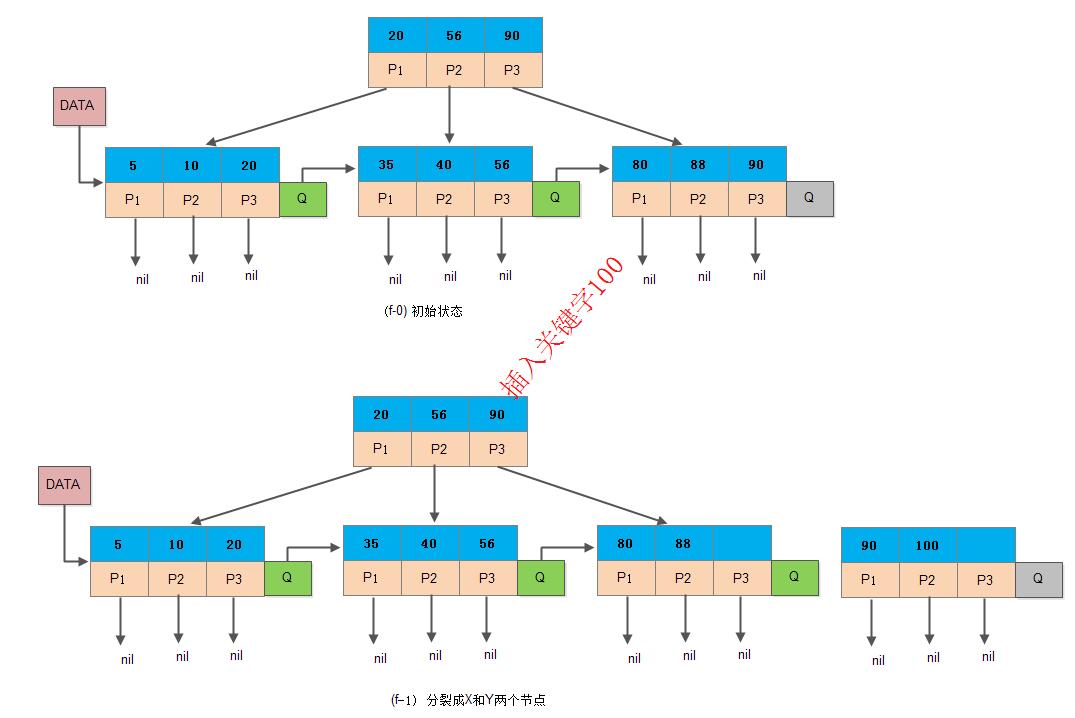 20 56 90
P1 P2 P3
DATA
5 10 20
P1 P2 P3 Q
35 40 56
P1 P2 P3 Q
80 88 90
P1 P2 P3 Q
nil nil nil
nil nil nil
nil nil nil
(f-0) 初始状态
插入关键字100
20 56 90
P1 P2 P3
DATA
5 10 20
P1 P2 P3 Q
35 40 56
P1 P2 P3 Q
80 88
P1 P2 P3 Q
90 100
P1 P2 P3 Q
nil nil nil
nil nil nil
nil nil nil
nil nil nil
(f-1) 分裂成X和Y两个节点